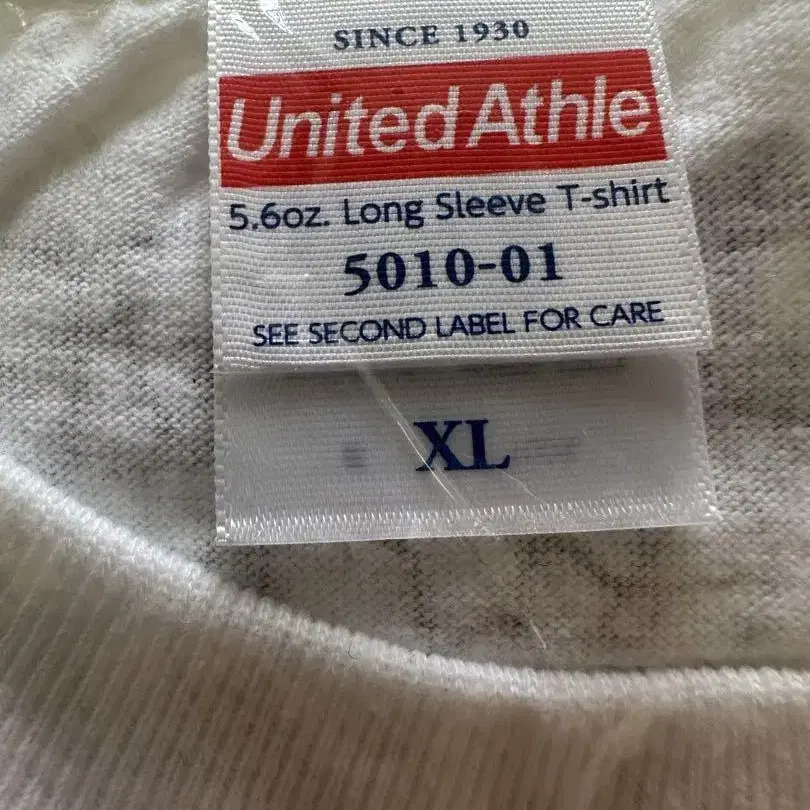 SINCE 1930
United Athle
5.6oz. Long Sleeve T-shirt
5010-01
SEE SECOND LABEL FOR CARE
XL